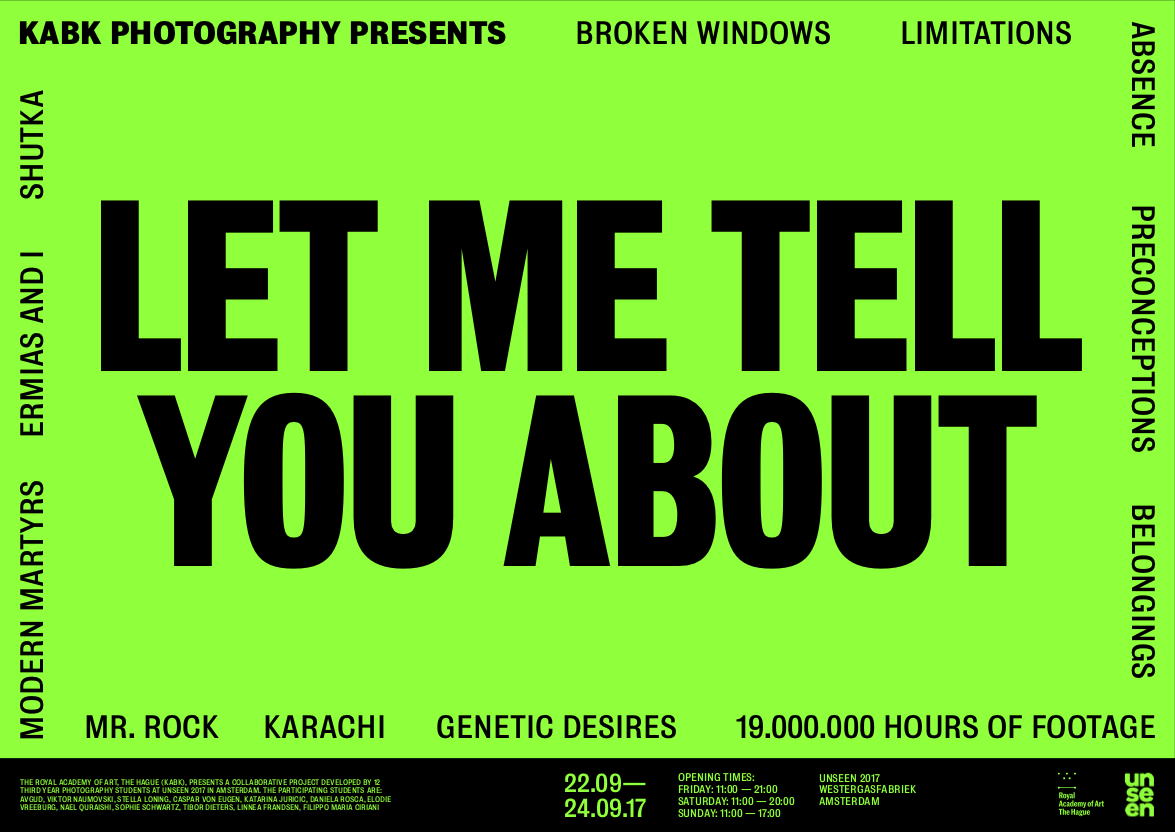 KABK PHOTOGRAPHY PRESENTS BROKEN WINDOWS LIMITATIONS
ABSENCE PRECONCEPTIONS BELONGINGS
MODERN MARTYRS ERMIAS AND I SHUTKA
LET ME TELL
YOU ABOUT
MR. ROCK KARACHI GENETIC DESIRES 19.000.000 HOURS OF FOOTAGE
THE ROYAL ACADEMY OF ART, THE HAGUE (KABK), PRESENTS A COLLABORATIVE PROJECT DEVELOPED BY 12
THIRD YEAR PHOTOGRAPHY STUDENTS AT UNSEEN 2017 IN AMSTERDAM. THE PARTICIPATING STUDENTS ARE:
AVGUD, VIKTOR NAUMOVSKI, STELLA LONING, CASPAR VON EUGEN, KATARINA JURICIC, DANIELA ROSCA, ELODIE
VREEBURG, NAEL QURAISHI, SOPHIE SCHWARTZ, TIBOR DIETERS, LINNEA FRANDSEN, FILIPPO MARIA CIRIANI
22.09—
24.09.17
OPENING TIMES:
FRIDAY: 11:00 — 21:00
SATURDAY: 11:00 — 20:00
SUNDAY: 11:00 — 17:00
UNSEEN 2017
WESTERGASFABRIEK
AMSTERDAM
Royal
Academy of Art
The Hague
un
se
en